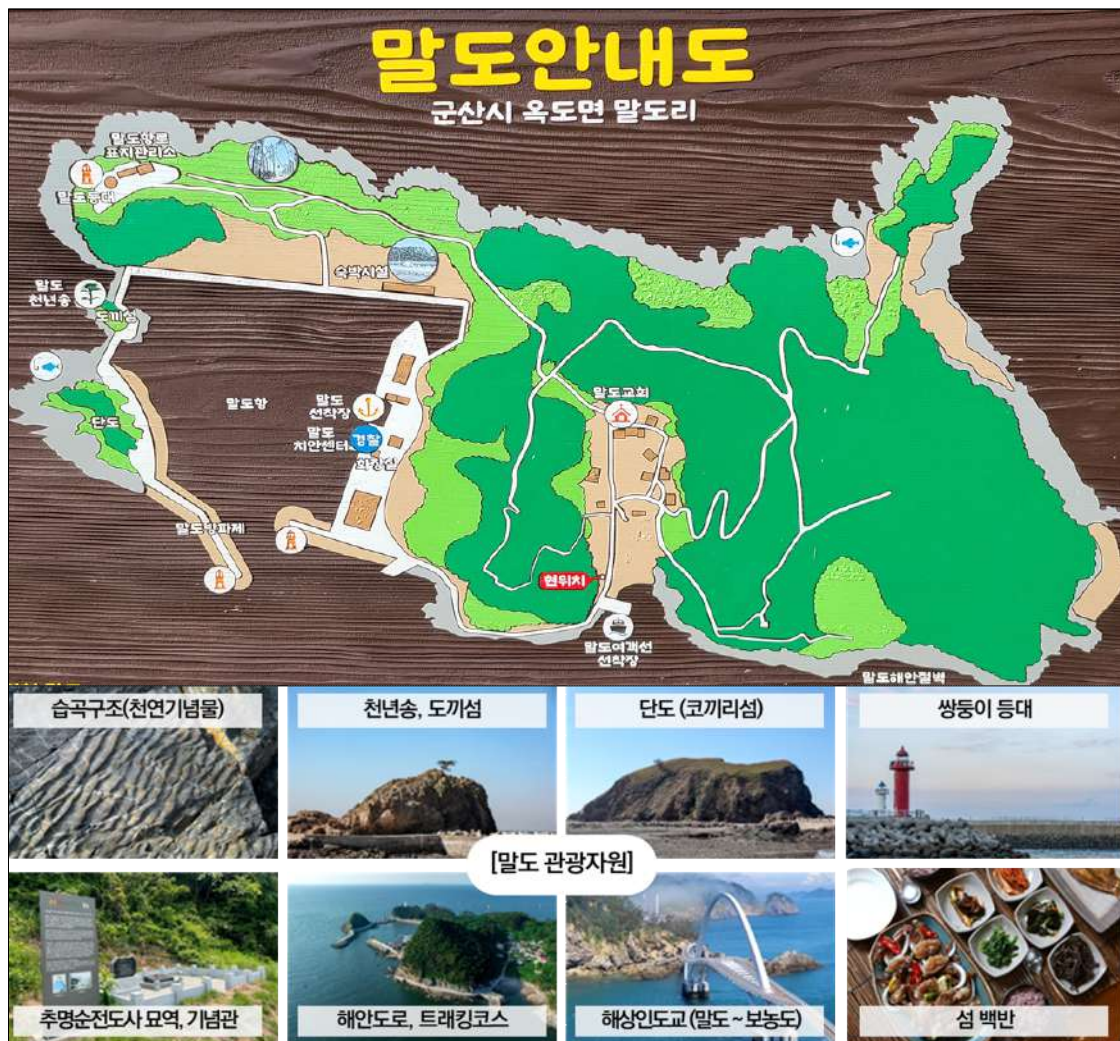 말도안내도
군산시 옥도면 말도리
말도항로
표지관리소
말도등대
숙박시설
말도
천년송
도끼섬
단도
말도항
말도
선착장
말도
치안센터
경찰
화장실
말도교회
말도방파제
현위치
말도여객선
선착장
말도해안절벽
습곡구조(천연기념물)
천년송, 도끼섬
단도 (코끼리섬)
쌍둥이 등대
[말도 관광자원]
추명순전도사 묘역, 기념관
해안도로, 트래킹코스
해상인도교 (말도 ~ 보농도)
섬 백반